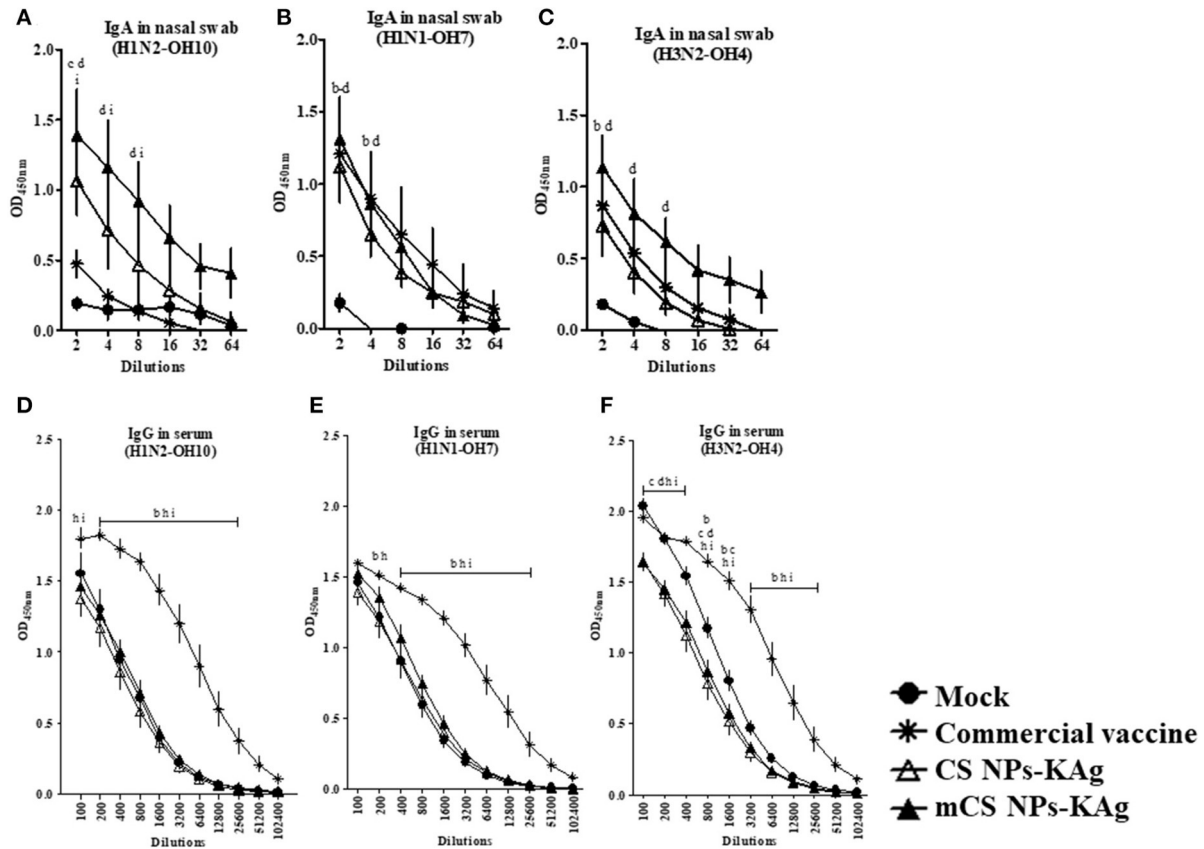 A
IgA in nasal swab
(H1N2-OH10)
OD450nm
2.0
1.5
1.0
0.5
0.0
c d
i
d i
d i
2 4 8 16 32 64
Dilutions
B
IgA in nasal swab
(H1N1-OH7)
OD450nm
2.0
1.5
1.0
0.5
0.0
b-d
b d
2 4 8 16 32 64
Dilutions
C
IgA in nasal swab
(H3N2-OH4)
OD450nm
2.0
1.5
1.0
0.5
0.0
b d
d
d
2 4 8 16 32 64
Dilutions
D
IgG in serum
(H1N2-OH10)
OD450nm
2.5
2.0
1.5
1.0
0.5
0.0
h i
b h i
100 200 400 800 1600 3200 6400 12800 25600 51200 102400
Dilutions
E
IgG in serum
(H1N1-OH7)
OD450nm
2.5
2.0
1.5
1.0
0.5
0.0
b h
b h i
100 200 400 800 1600 3200 6400 12800 25600 51200 102400
Dilutions
F
IgG in serum
(H3N2-OH4)
OD450nm
2.5
2.0
1.5
1.0
0.5
0.0
c d h i
b
c d
h i
b c
h i
b h i
100 200 400 800 1600 3200 6400 12800 25600 51200 102400
Dilutions
Mock
Commercial vaccine
CS NPs-KAg
mCS NPs-KAg